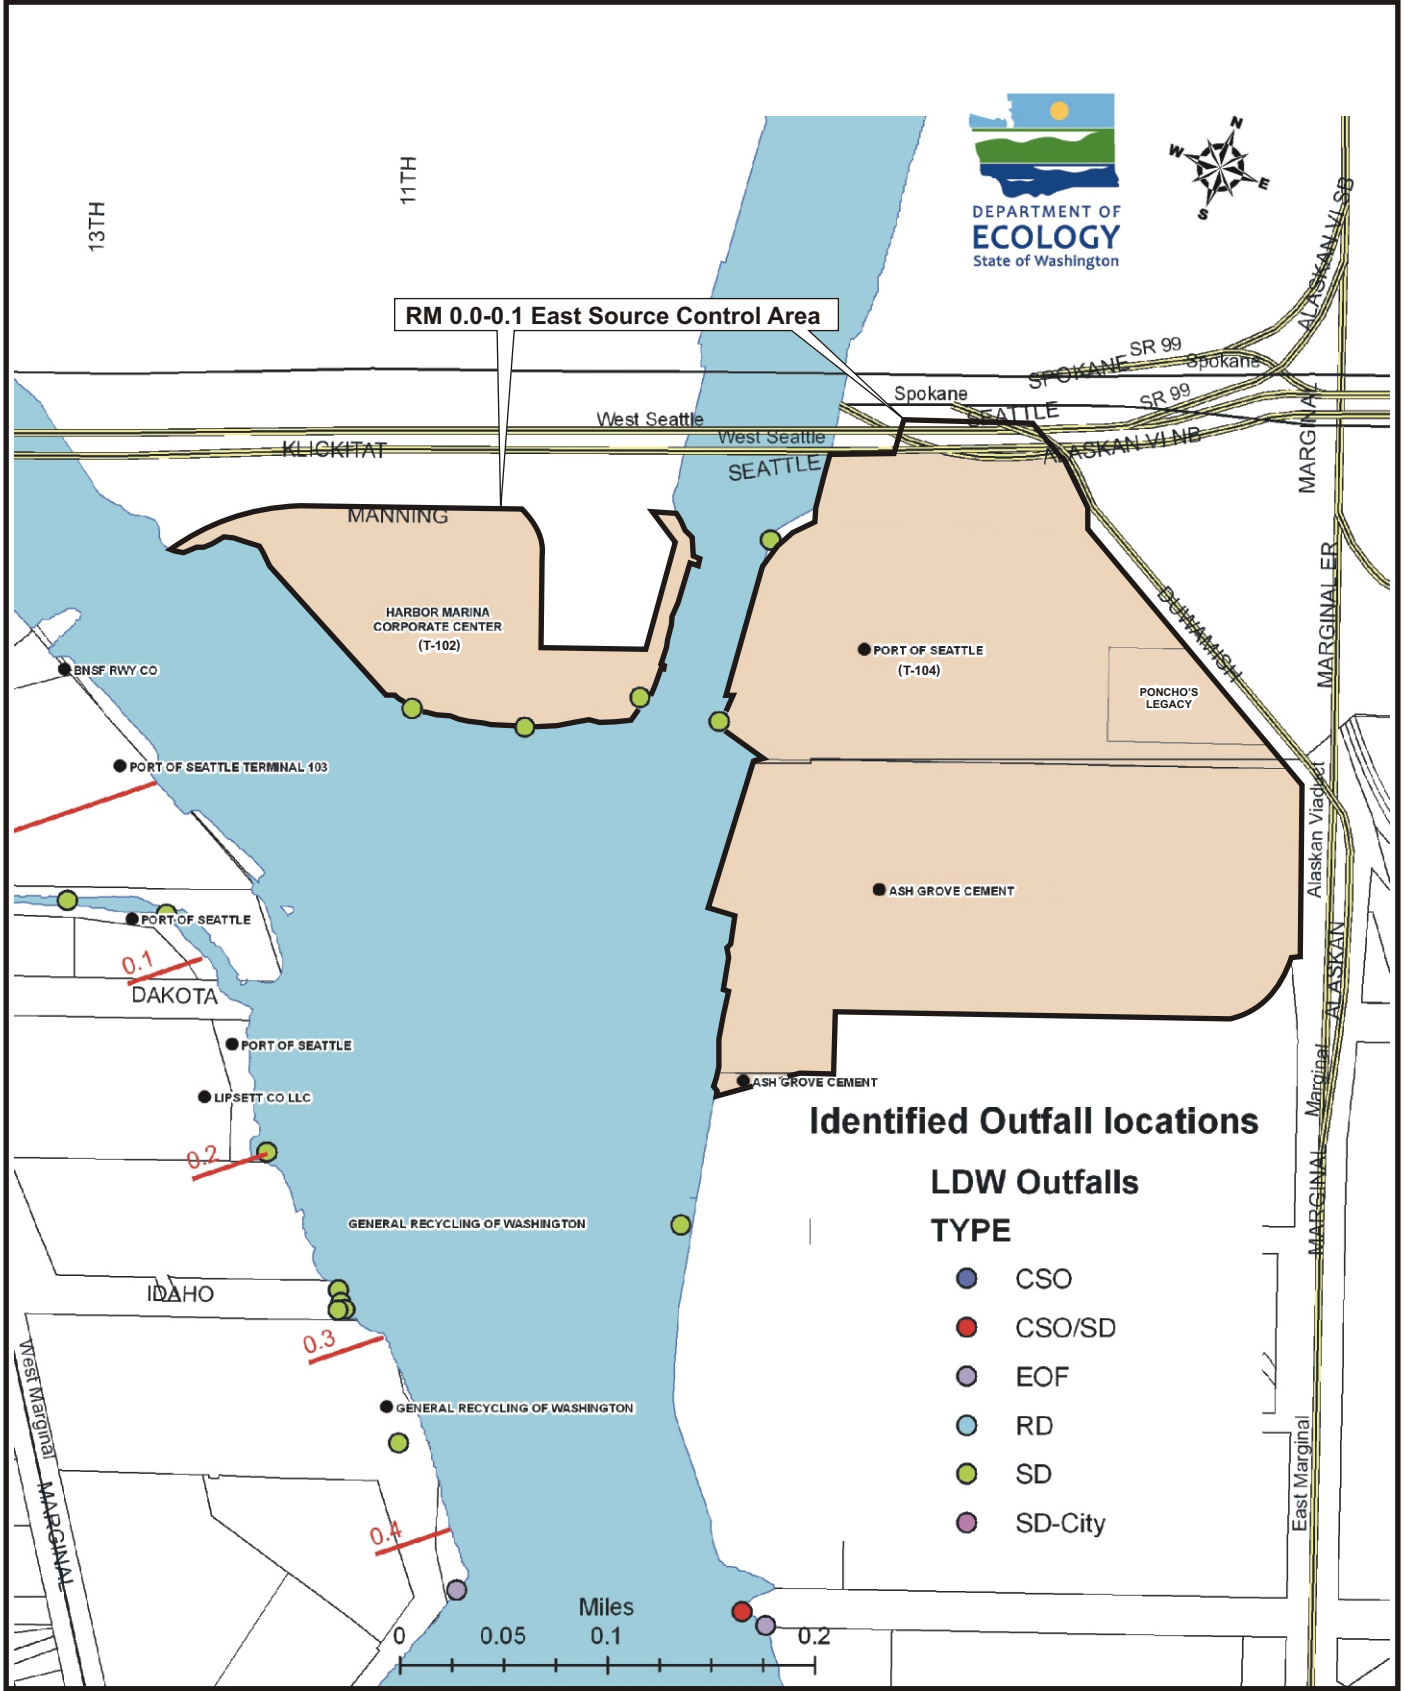 N
W
E
S
DEPARTMENT OF
ECOLOGY
State of Washington
13TH
11TH
RM 0.0-0.1 East Source Control Area
ALASKAN VI SB
SR 99
SPOKANE
Spokane
Spokane
SR 99
SEATTLE
West Seattle
West Seattle
KLICKITAT
ALASKAN VI NB
SEATTLE
MARGINAL
MANNING
HARBOR MARINA
CORPORATE CENTER
(T-102)
PORT OF SEATTLE
(T-104)
DUWAMISH
MARGINAL ER
BNSF RWY CO
PONCHO'S
LEGACY
PORT OF SEATTLE TERMINAL 103
Alaskan Viaduct
ASH GROVE CEMENT
PORT OF SEATTLE
0.1
DAKOTA
ALASKAN
PORT OF SEATTLE
ASH GROVE CEMENT
LIPSETT CO LLC
Marginal
0.2
MARGINAL
GENERAL RECYCLING OF WASHINGTON
IDAHO
0.3
West Marginal
GENERAL RECYCLING OF WASHINGTON
East Marginal
MARGINAL
0.4
Identified Outfall locations
LDW Outfalls
TYPE
CSO
CSO/SD
EOF
RD
SD
SD-City
Miles
0 0.05 0.1 0.2